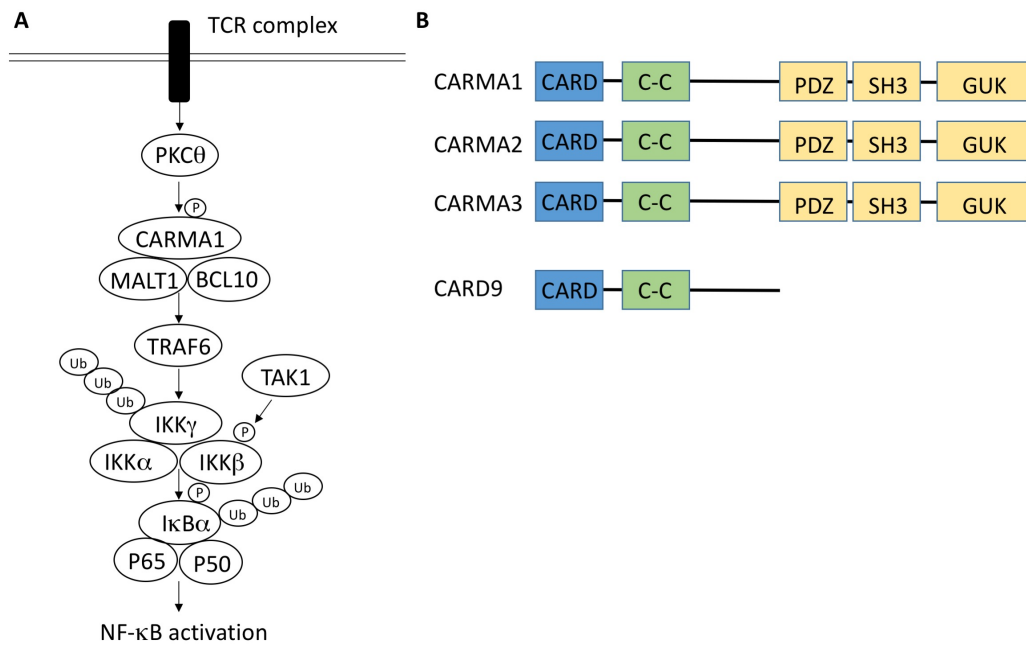 A
TCR complex
PKCθ
P
CARMA1
MALT1
BCL10
TRAF6
Ub
Ub
Ub
TAK1
IKKγ
P
IKKα
IKKβ
P
Ub
Ub
Ub
IκBα
P65
P50
NF-κB activation
B
CARMA1 CARD C-C PDZ SH3 GUK
CARMA2 CARD C-C PDZ SH3 GUK
CARMA3 CARD C-C PDZ SH3 GUK
CARD9 CARD C-C